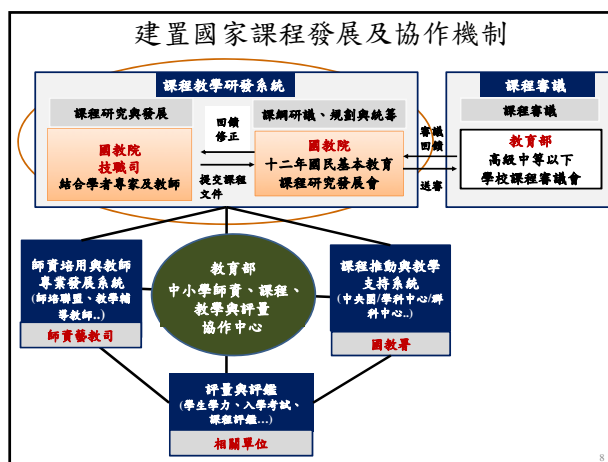 建置國家課程發展及協作機制
課程教學研發系統
課程研究與發展
國教院
技職司
結合學者專家及教師
回饋
修正
提交課程
文件
課綱研議、規劃與統籌
國教院
十二年國民基本教育
課程研究發展會
審議
回饋
送審
課程審議
課程審議
教育部
高級中等以下
學校課程審議會
師資培用與教師
專業發展系統
(師培聯盟、教學輔
導教師..)
師資藝教司
教育部
中小學師資、課程、
教學與評量
協作中心
課程推動與教學
支持系統
(中央團/學科中心/群
科中心..)
國教署
評量與評鑑
(學生學力、入學考試、
課程評鑑…)
相關單位
8